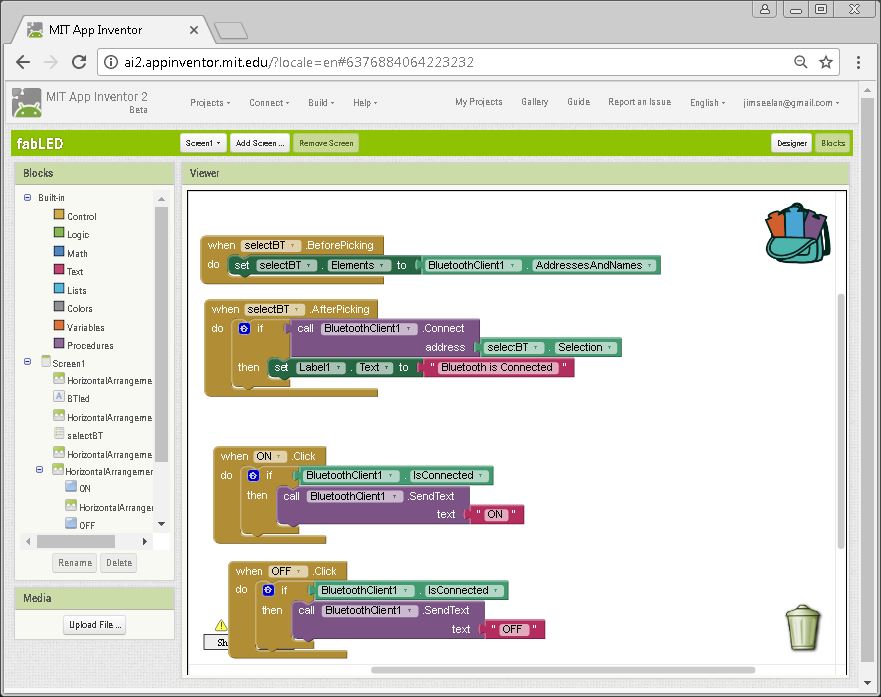 MIT App Inventor
ai2.appinventor.mit.edu/?locale=en#6376884064223232
MIT App Inventor 2
Beta
Projects Connect Build Help My Projects Gallery Guide Report an Issue English jimseelan@gmail.com
fabLED Screen1 Add Screen ... Remove Screen Designer Blocks
Blocks
Viewer
Built-in
Control
Logic
Math
Text
Lists
Colors
Variables
Procedures
Screen1
HorizontalArrangeme
BTled
HorizontalArrangeme
selectBT
HorizontalArrangeme
HorizontalArrangemer
ON
HorizontalArranger
OFF
Rename Delete
Media
Upload File ...
when selectBT .BeforePicking
do set selectBT . Elements to BluetoothClient1 . AddressesAndNames
when selectBT .AfterPicking
do if call BluetoothClient1 .Connect
address selectBT . Selection
then set Label1 . Text to " Bluetooth is Connected "
when ON .Click
do if BluetoothClient1 . IsConnected
then call BluetoothClient1 .SendText
text " ON "
when OFF .Click
do if BluetoothClient1 . IsConnected
then call BluetoothClient1 .SendText
text " OFF "